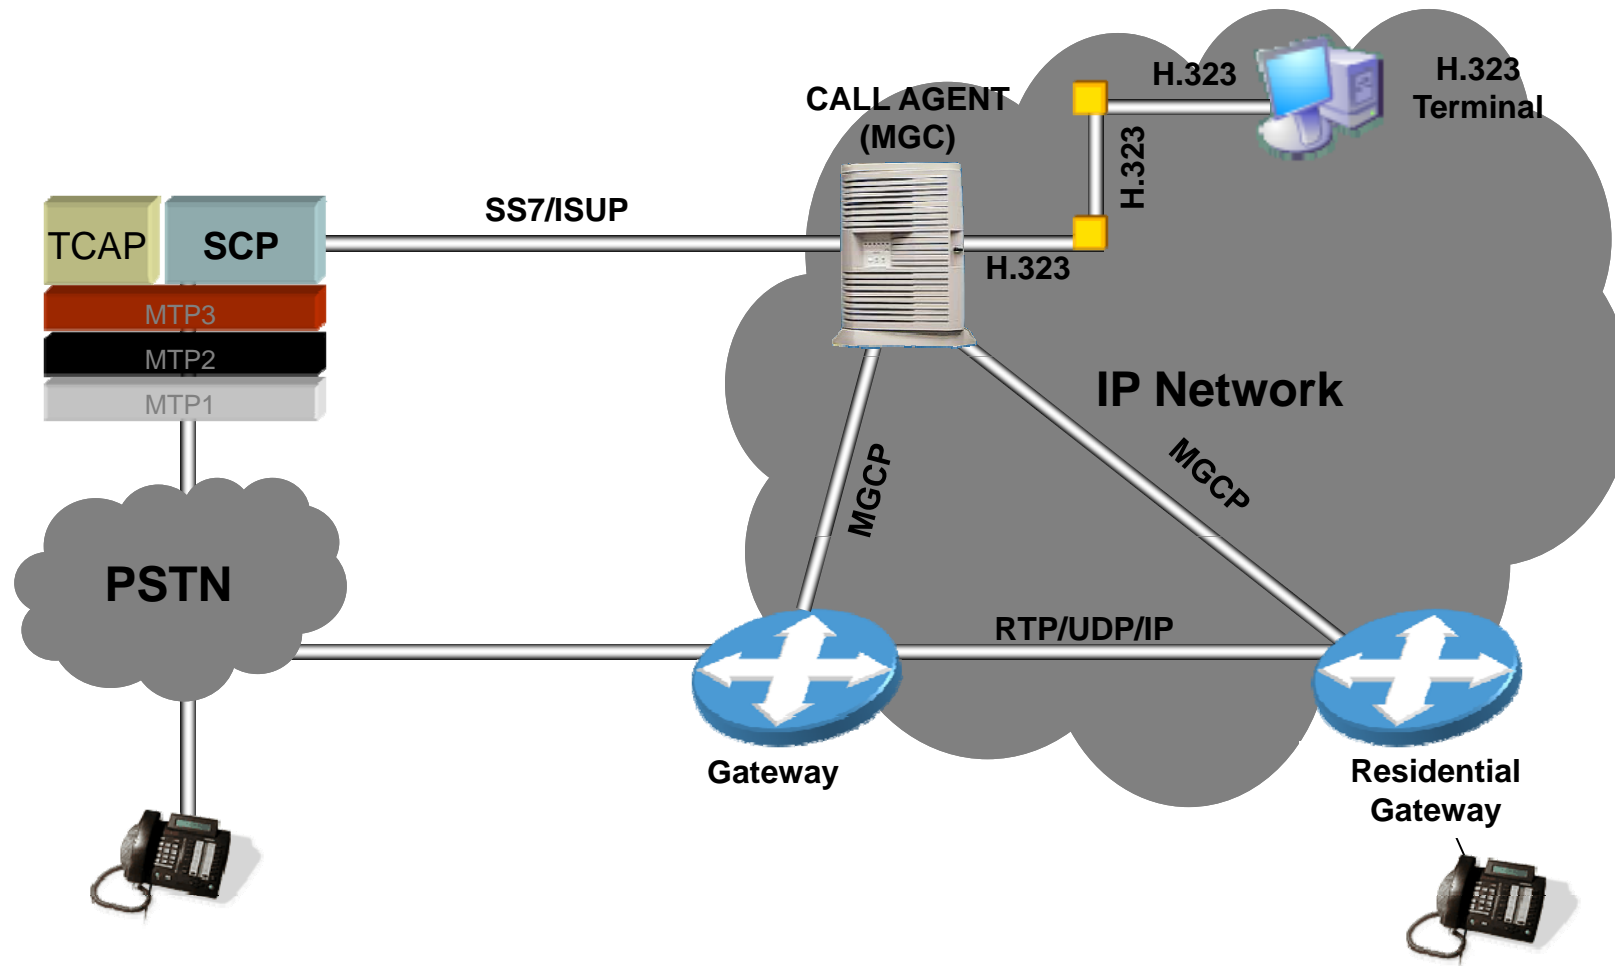 H.323
H.323
Terminal
CALL AGENT
(MGC)
H.323
SS7/ISUP
TCAP
SCP
H.323
MTP3
MTP2
MTP1
IP Network
MGCP
MGCP
PSTN
RTP/UDP/IP
Gateway
Residential
Gateway